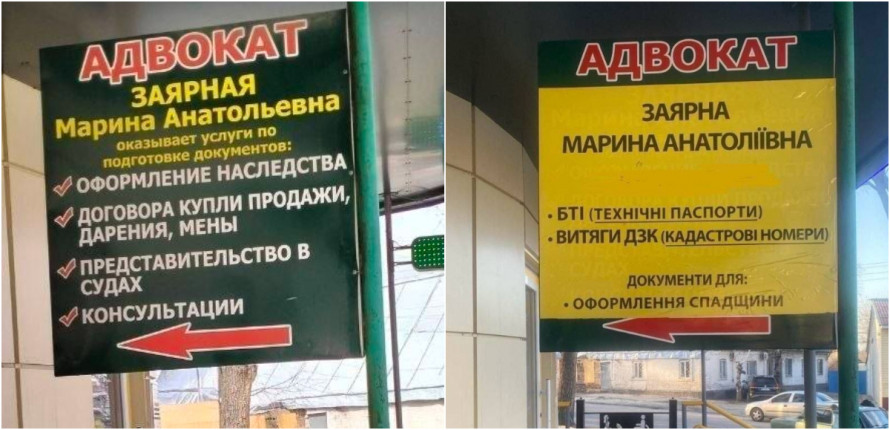 АДВОКАТ
ЗАЯРНАЯ
Марина Анатольевна
оказывает услуги по
подготовке документов:
ОФОРМЛЕНИЕ НАСЛЕДСТВА
ДОГОВОРА КУПЛИ ПРОДАЖИ,
ДАРЕНИЯ, МЕНЫ
ПРЕДСТАВИТЕЛЬСТВО В
СУДАХ
КОНСУЛЬТАЦИИ
АДВОКАТ
ЗАЯРНА
МАРИНА АНАТОЛІЇВНА
• БТІ (ТЕХНІЧНІ ПАСПОРТИ)
• ВИТЯГИ ДЗК (КАДАСТРОВІ НОМЕРИ)
ДОКУМЕНТИ ДЛЯ:
• ОФОРМЛЕННЯ СПАДЩИНИ